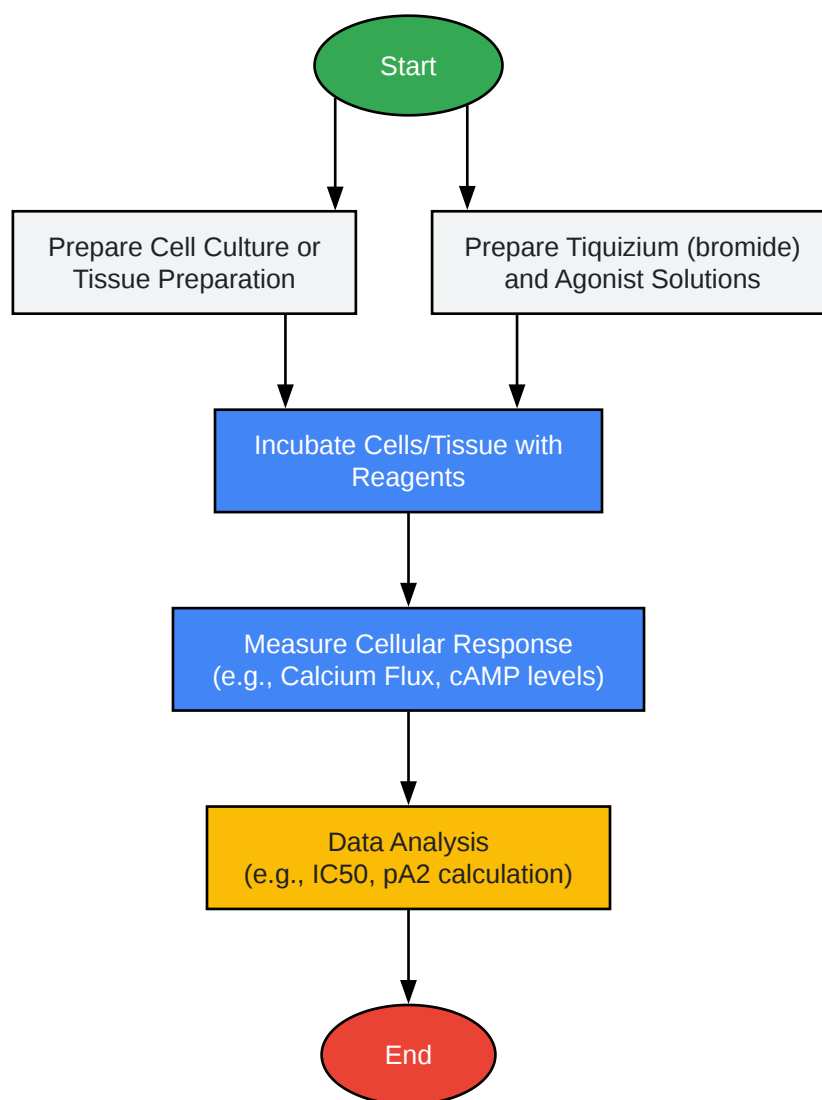 Start
Prepare Cell Culture or
Tissue Preparation
Prepare Tiquizium (bromide)
and Agonist Solutions
Incubate Cells/Tissue with
Reagents
Measure Cellular Response
(e.g., Calcium Flux, cAMP levels)
Data Analysis
(e.g., IC50, pA2 calculation)
End